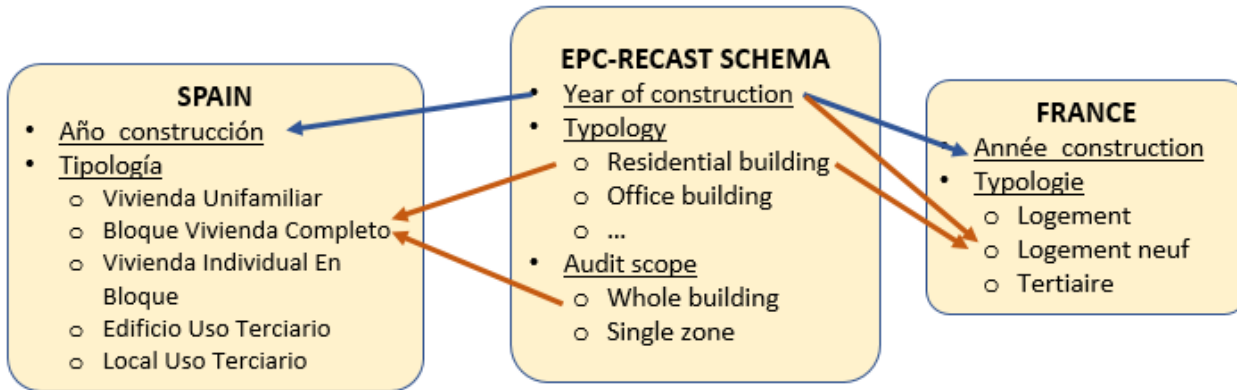 SPAIN
• Año construcción
• Tipología
o Vivienda Unifamiliar
o Bloque Vivienda Completo
o Vivienda Individual En
Bloque
o Edificio Uso Terciario
o Local Uso Terciario
EPC-RECAST SCHEMA
• Year of construction
• Typology
o Residential building
o Office building
o ...
• Audit scope
o Whole building
o Single zone
FRANCE
• Année construction
• Typologie
o Logement
o Logement neuf
o Tertiaire